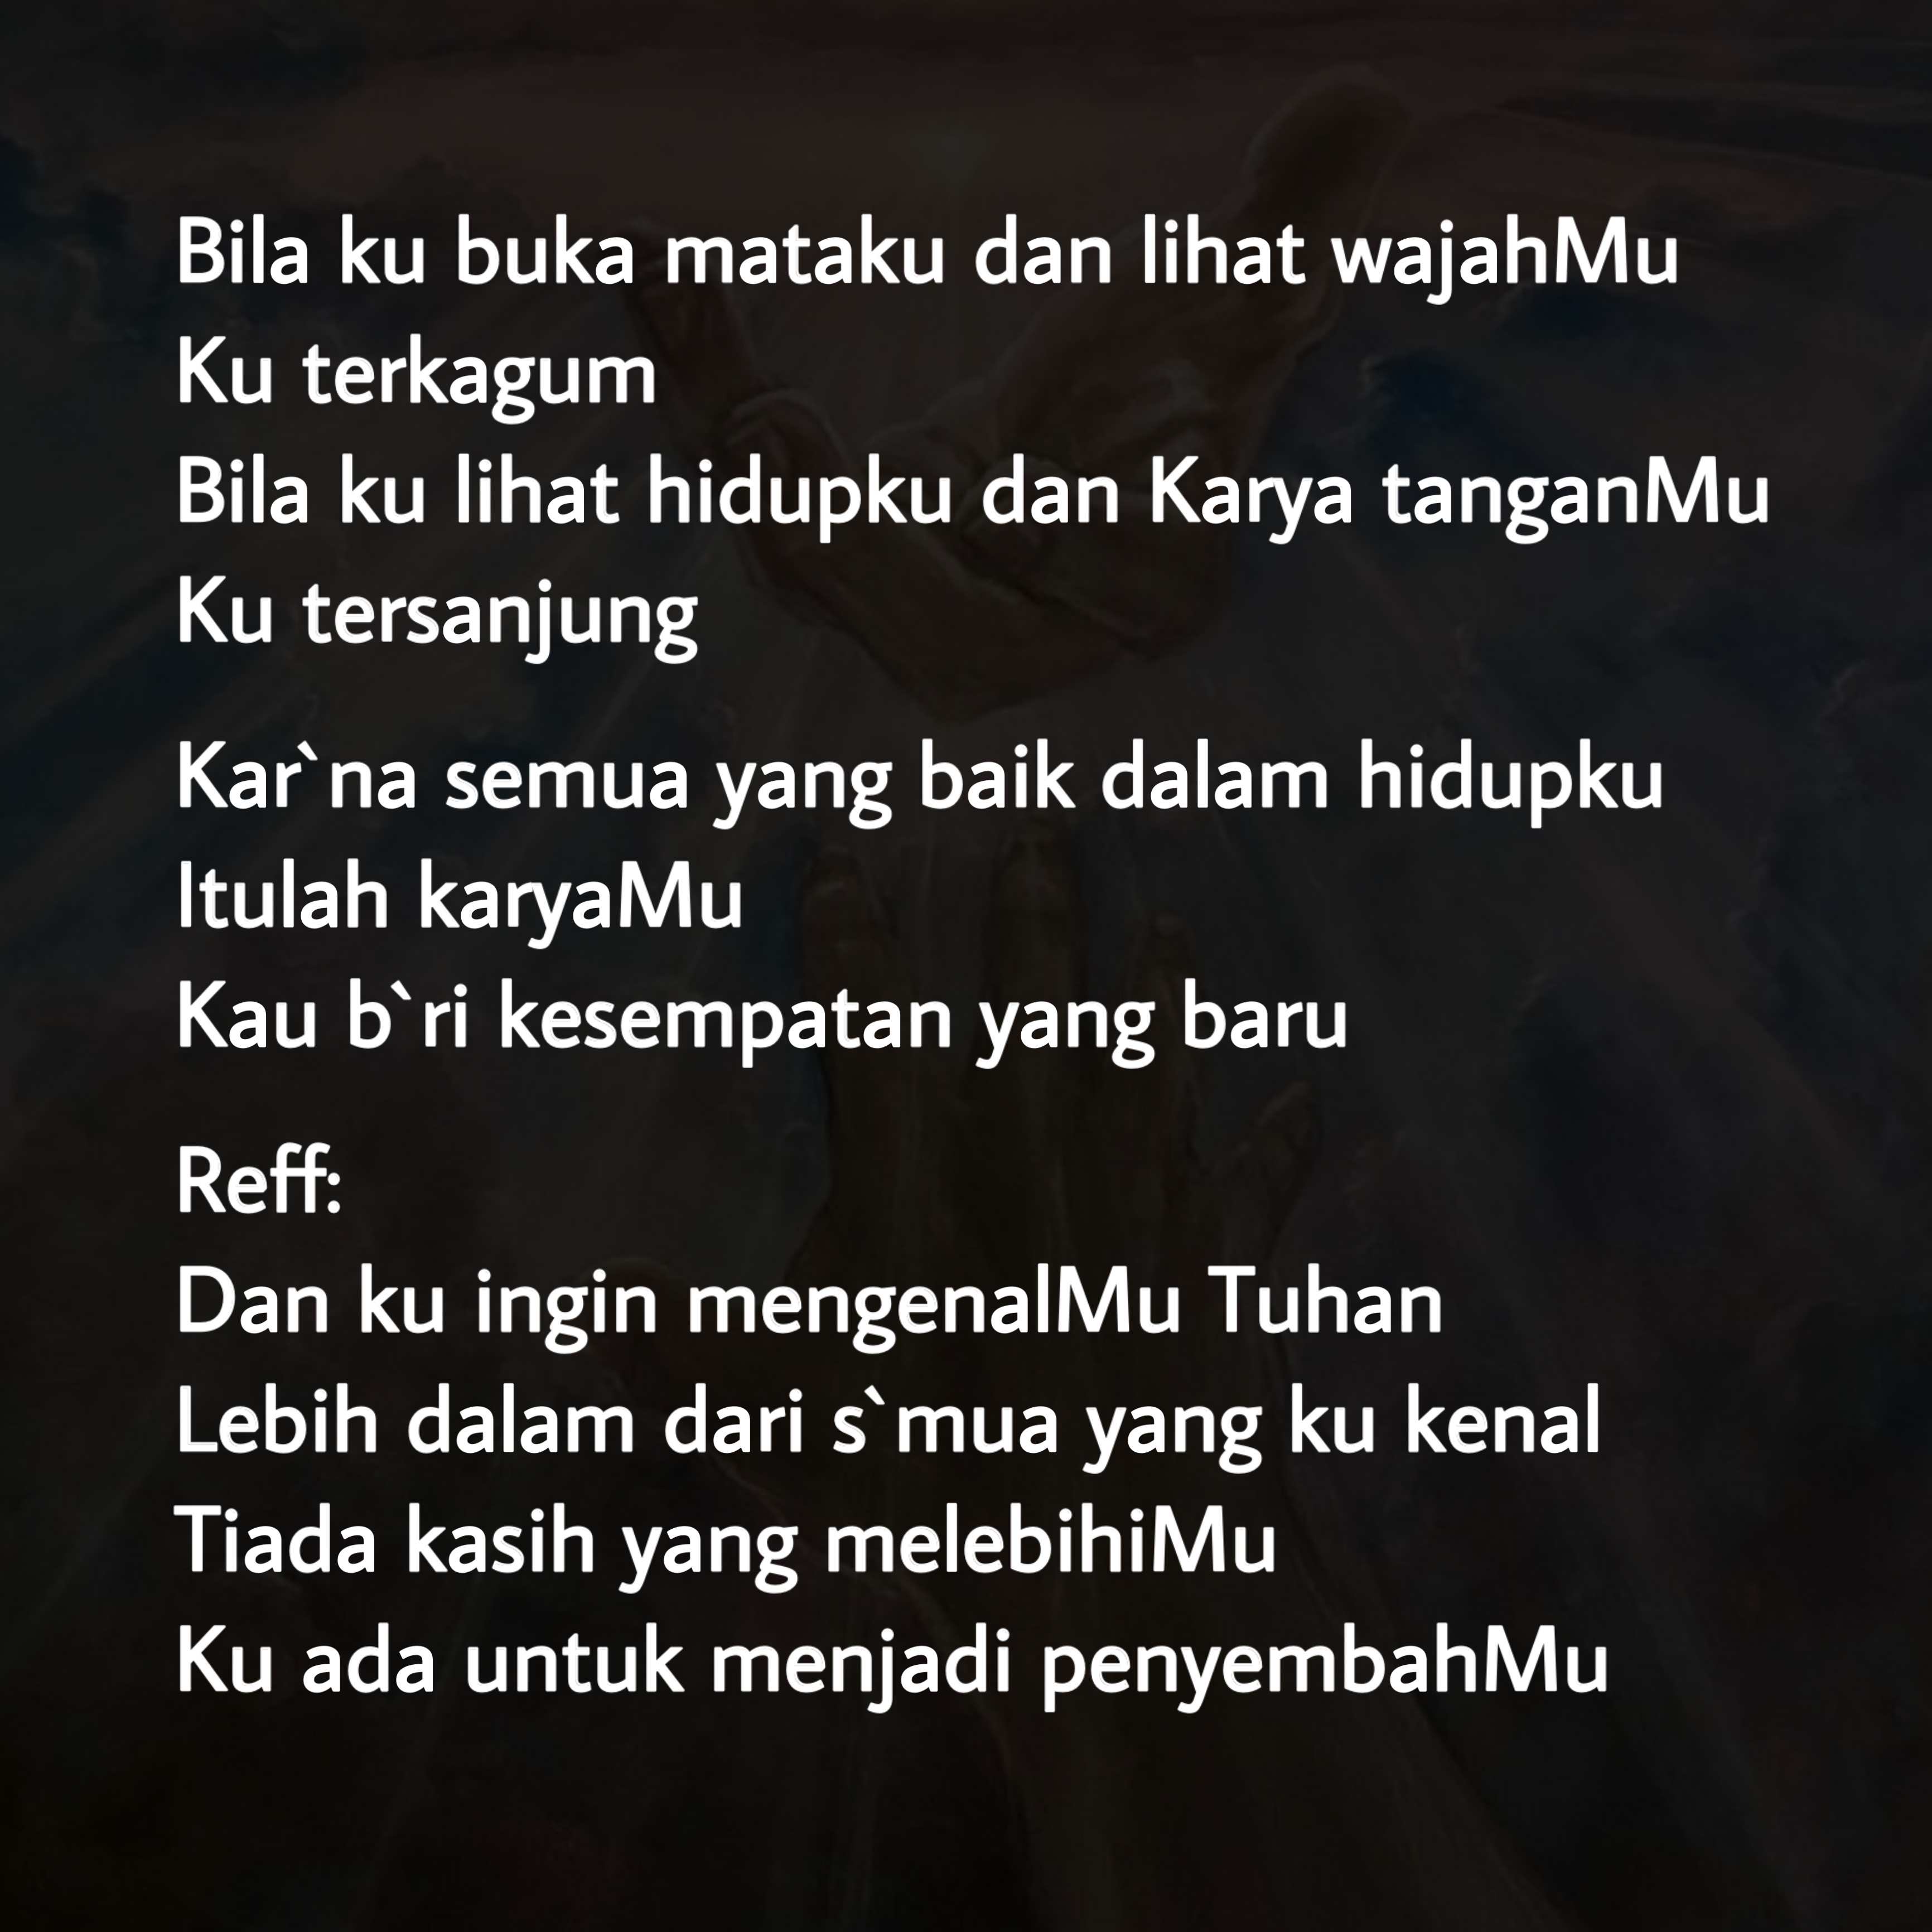 Bila ku buka mataku dan lihat wajahMu
Ku terkagum
Bila ku lihat hidupku dan Karya tanganMu
Ku tersanjung
Kar`na semua yang baik dalam hidupku
Itulah karyaMu
Kau b`ri kesempatan yang baru
Reff:
Dan ku ingin mengenalMu Tuhan
Lebih dalam dari s`mua yang ku kenal
Tiada kasih yang melebihiMu
Ku ada untuk menjadi penyembahMu